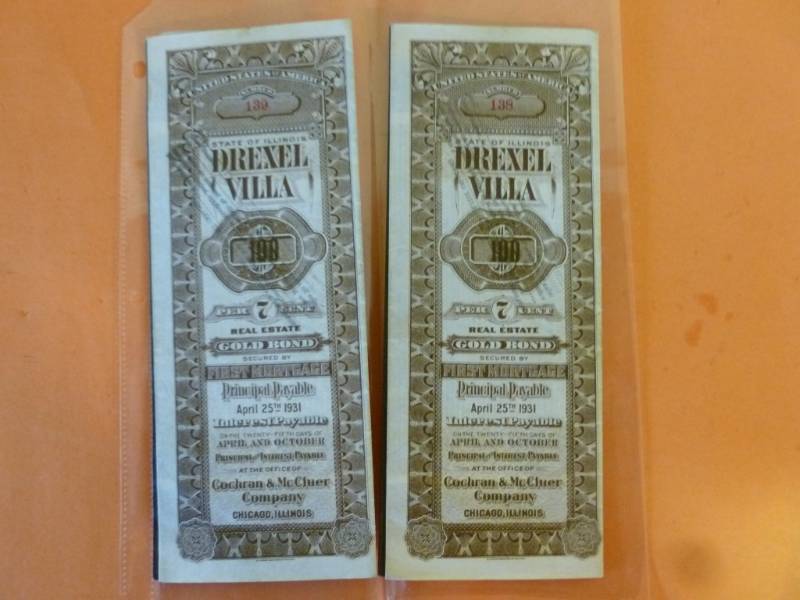 UNITED STATES OF AMERICA
NUMBER
139
STATE OF ILLINOIS
DREXEL
VILLA
100
PER 7 CENT
REAL ESTATE
GOLD BOND
SECURED BY
FIRST MORTGAGE
Principal Payable
April 25TH 1931
Interest Payable
ON THE TWENTY-FIFTH DAYS OF
APRIL AND OCTOBER
PRINCIPAL AND INTEREST PAYABLE
AT THE OFFICE OF
Cochran & McCluer
Company
CHICAGO, ILLINOIS
UNITED STATES OF AMERICA
NUMBER
138
STATE OF ILLINOIS
DREXEL
VILLA
100
PER 7 CENT
REAL ESTATE
GOLD BOND
SECURED BY
FIRST MORTGAGE
Principal Payable
April 25TH 1931
Interest Payable
ON THE TWENTY-FIFTH DAYS OF
APRIL AND OCTOBER
PRINCIPAL AND INTEREST PAYABLE
AT THE OFFICE OF
Cochran & McCluer
Company
CHICAGO, ILLINOIS